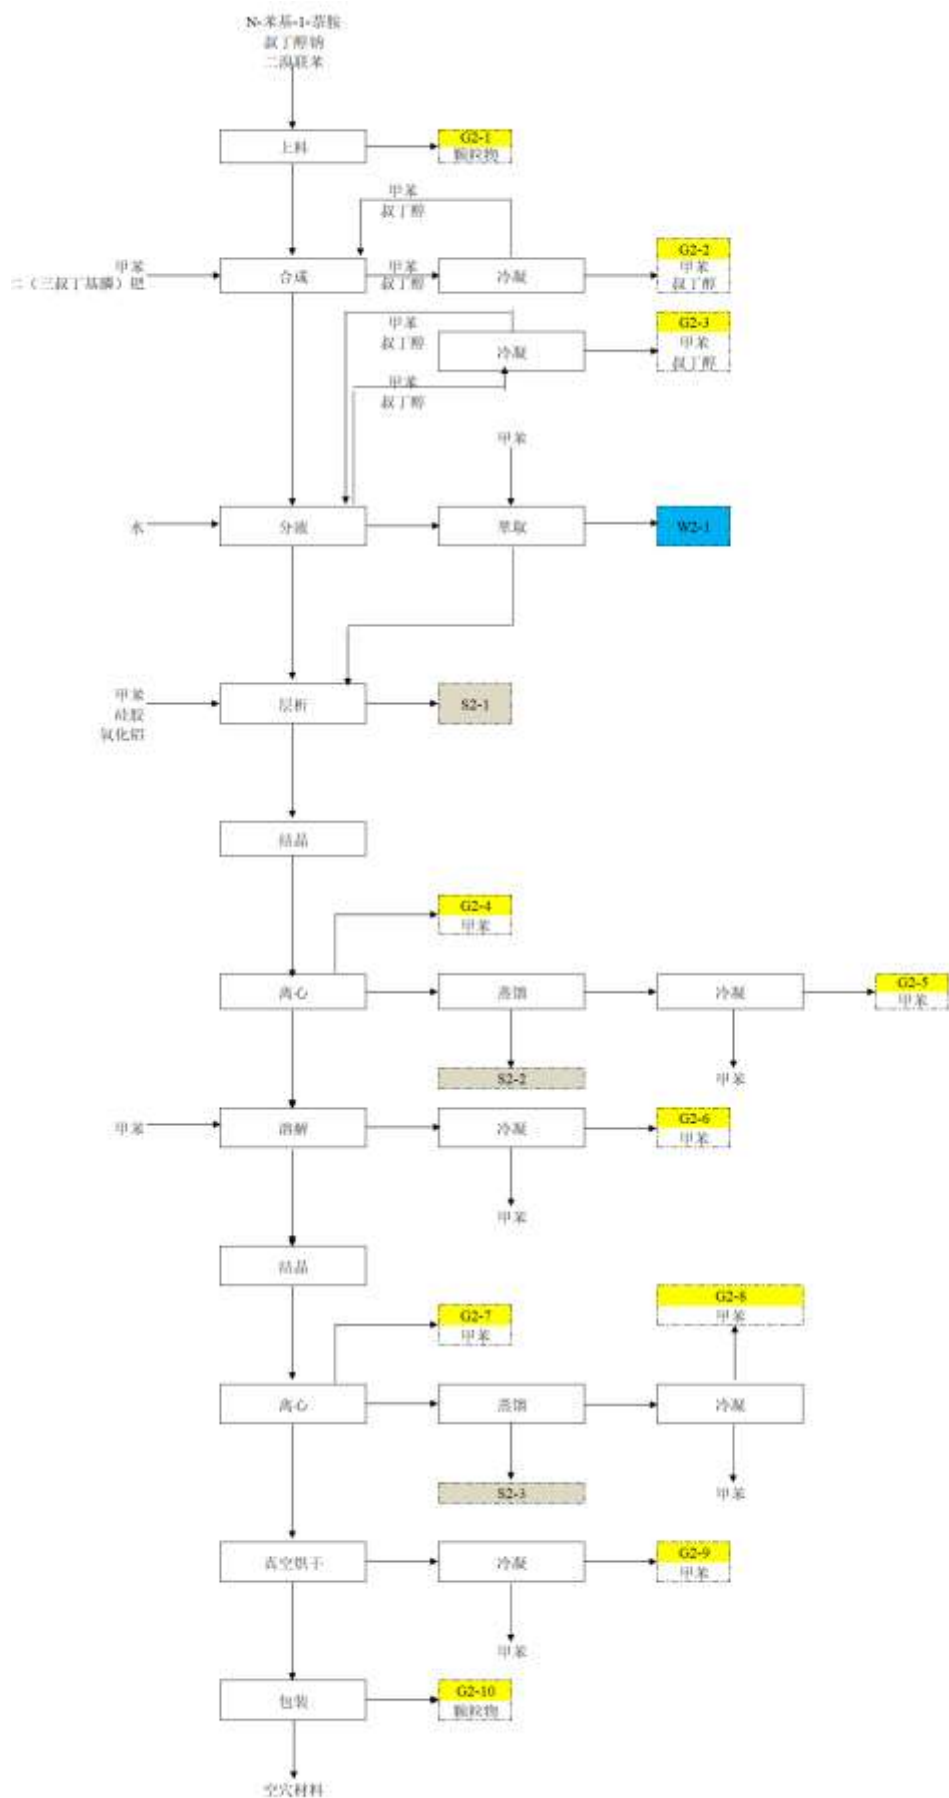 N-苯基-1-萘胺
叔丁醇钠
二溴联苯
上料
G2-1
颗粒物
甲苯
叔丁醇
甲苯
二（三叔丁基膦）钯
合成
甲苯
叔丁醇
冷凝
G2-2
甲苯
叔丁醇
甲苯
叔丁醇
冷凝
G2-3
甲苯
叔丁醇
甲苯
叔丁醇
甲苯
水
分液
萃取
W2-1
甲苯
硅胶
氧化铝
层析
S2-1
结晶
G2-4
甲苯
离心
蒸馏
冷凝
G2-5
甲苯
S2-2
甲苯
甲苯
溶解
冷凝
G2-6
甲苯
甲苯
结晶
G2-7
甲苯
G2-8
甲苯
离心
蒸馏
冷凝
S2-3
甲苯
真空烘干
冷凝
G2-9
甲苯
甲苯
包装
G2-10
颗粒物
空穴材料